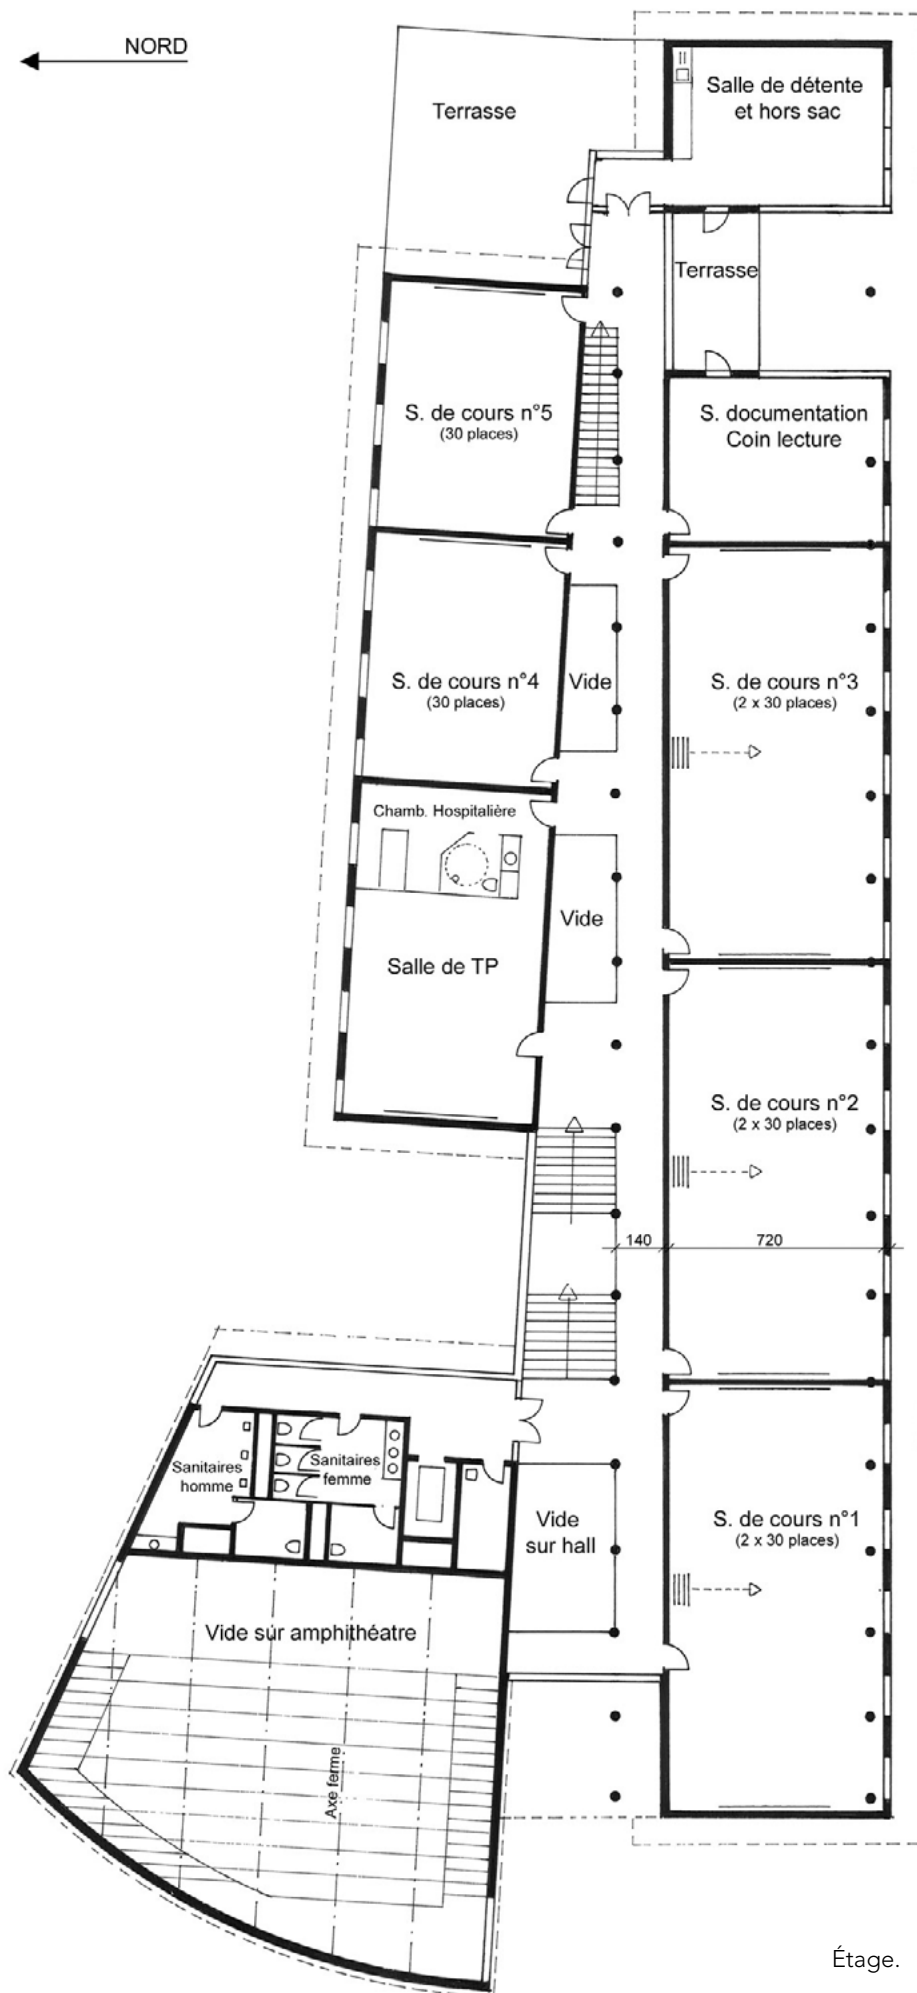 NORD
Terrasse
Salle de détente
et hors sac
Terrasse
S. de cours n°5
(30 places)
S. documentation
Coin lecture
S. de cours n°4
(30 places)
Vide
S. de cours n°3
(2 x 30 places)
Chamb. Hospitalière
Vide
Salle de TP
S. de cours n°2
(2 x 30 places)
140
720
Sanitaires
homme
Sanitaires
femme
Vide
sur hall
S. de cours n°1
(2 x 30 places)
Vide sur amphithéatre
Axe ferme
Étage.